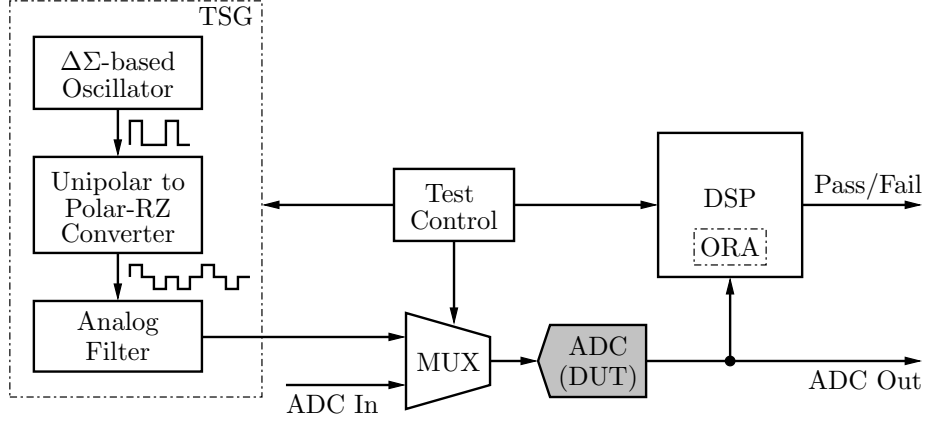 TSG
ΔΣ-based
Oscillator
Unipolar to
Polar-RZ
Converter
Analog
Filter
Test
Control
MUX
ADC In
ADC
(DUT)
DSP
ORA
Pass/Fail
ADC Out